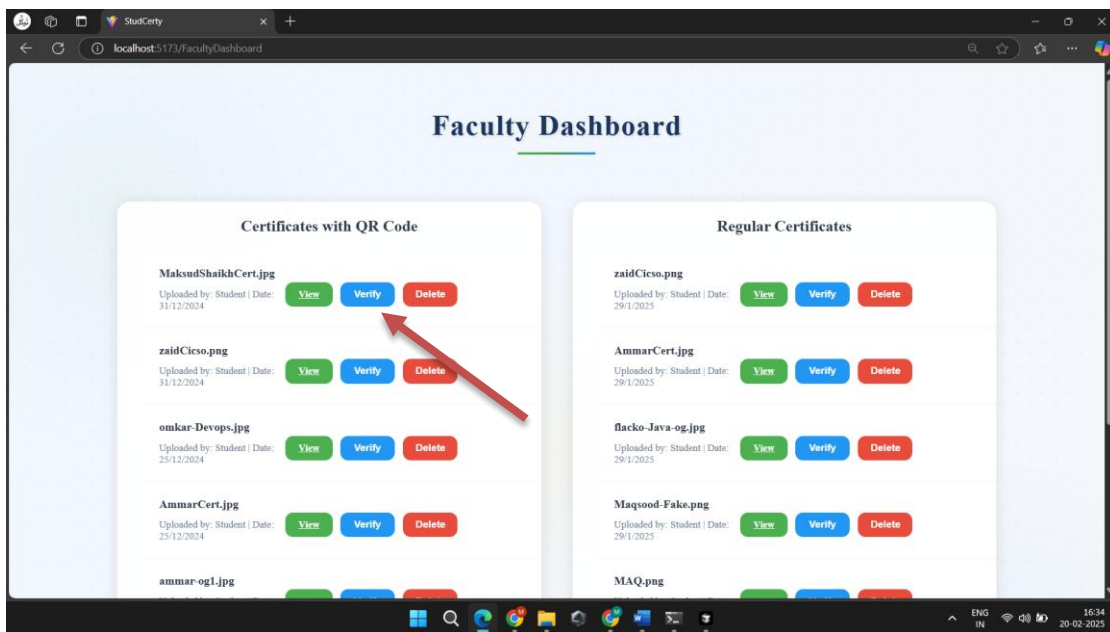 StudCerty
localhost:5173/FacultyDashboard
Faculty Dashboard
Certificates with QR Code
MaksudShaikhCert.jpg
Uploaded by: Student | Date:
31/12/2024
View
Verify
Delete
zaidCicso.png
Uploaded by: Student | Date:
31/12/2024
View
Verify
Delete
omkar-Devops.jpg
Uploaded by: Student | Date:
25/12/2024
View
Verify
Delete
AmmarCert.jpg
Uploaded by: Student | Date:
25/12/2024
View
Verify
Delete
ammar-og1.jpg
Regular Certificates
zaidCicso.png
Uploaded by: Student | Date:
29/1/2025
View
Verify
Delete
AmmarCert.jpg
Uploaded by: Student | Date:
29/1/2025
View
Verify
Delete
flacko-Java-og.jpg
Uploaded by: Student | Date:
29/1/2025
View
Verify
Delete
Maqsood-Fake.png
Uploaded by: Student | Date:
29/1/2025
View
Verify
Delete
MAQ.png
ENG
IN
16:34
20-02-2025